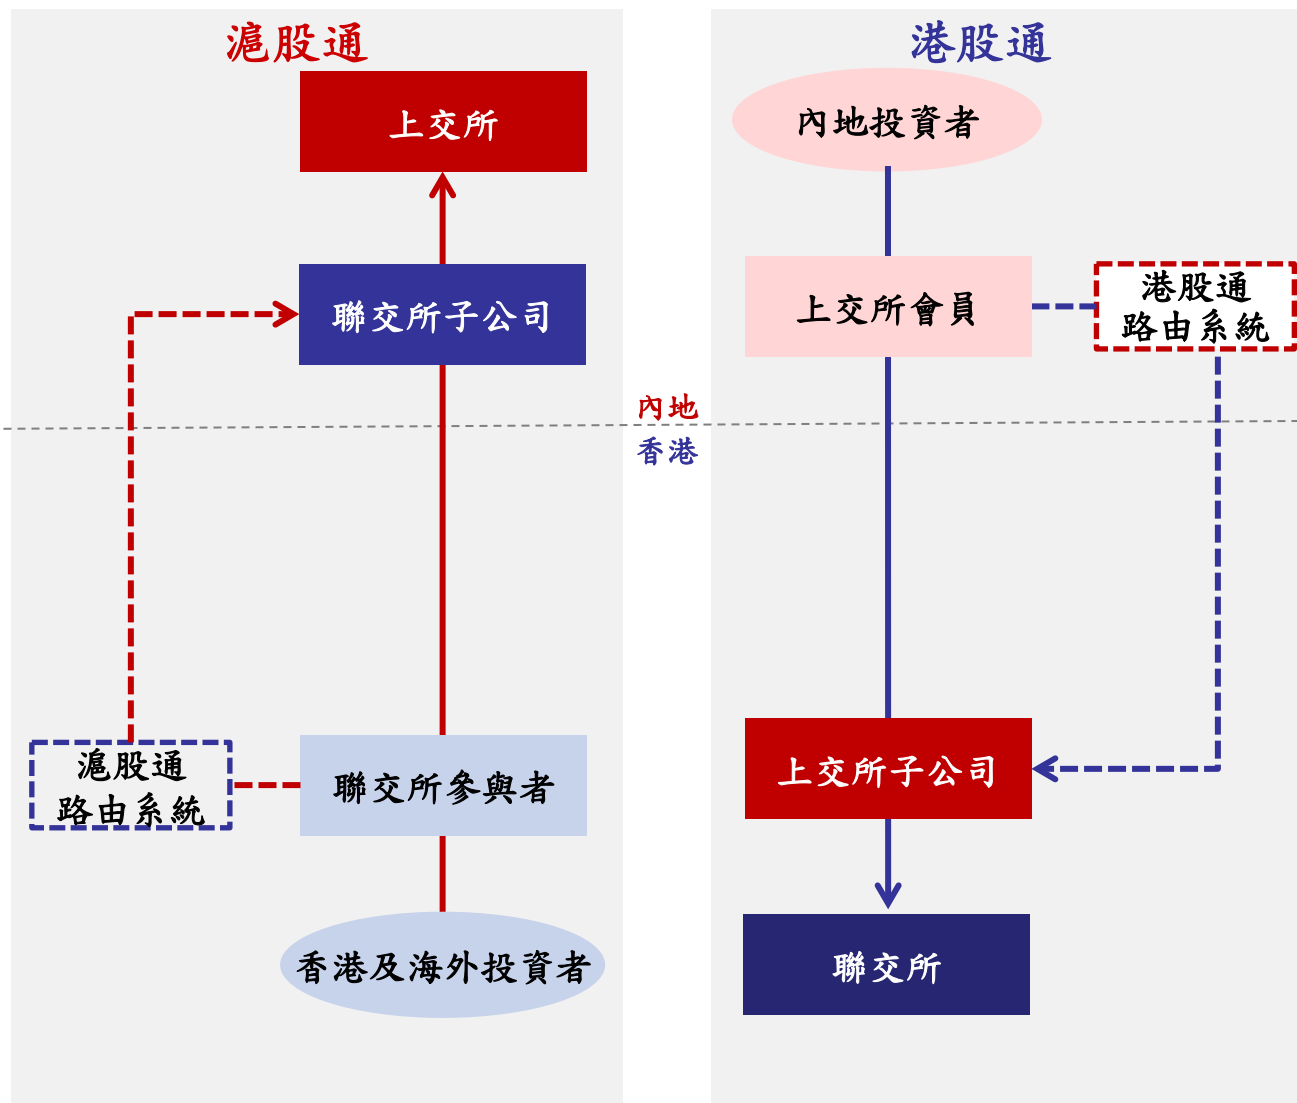 滬股通
上交所
聯交所子公司
滬股通
路由系統
聯交所參與者
香港及海外投資者
內地
香港
港股通
內地投資者
上交所會員
港股通
路由系統
上交所子公司
聯交所